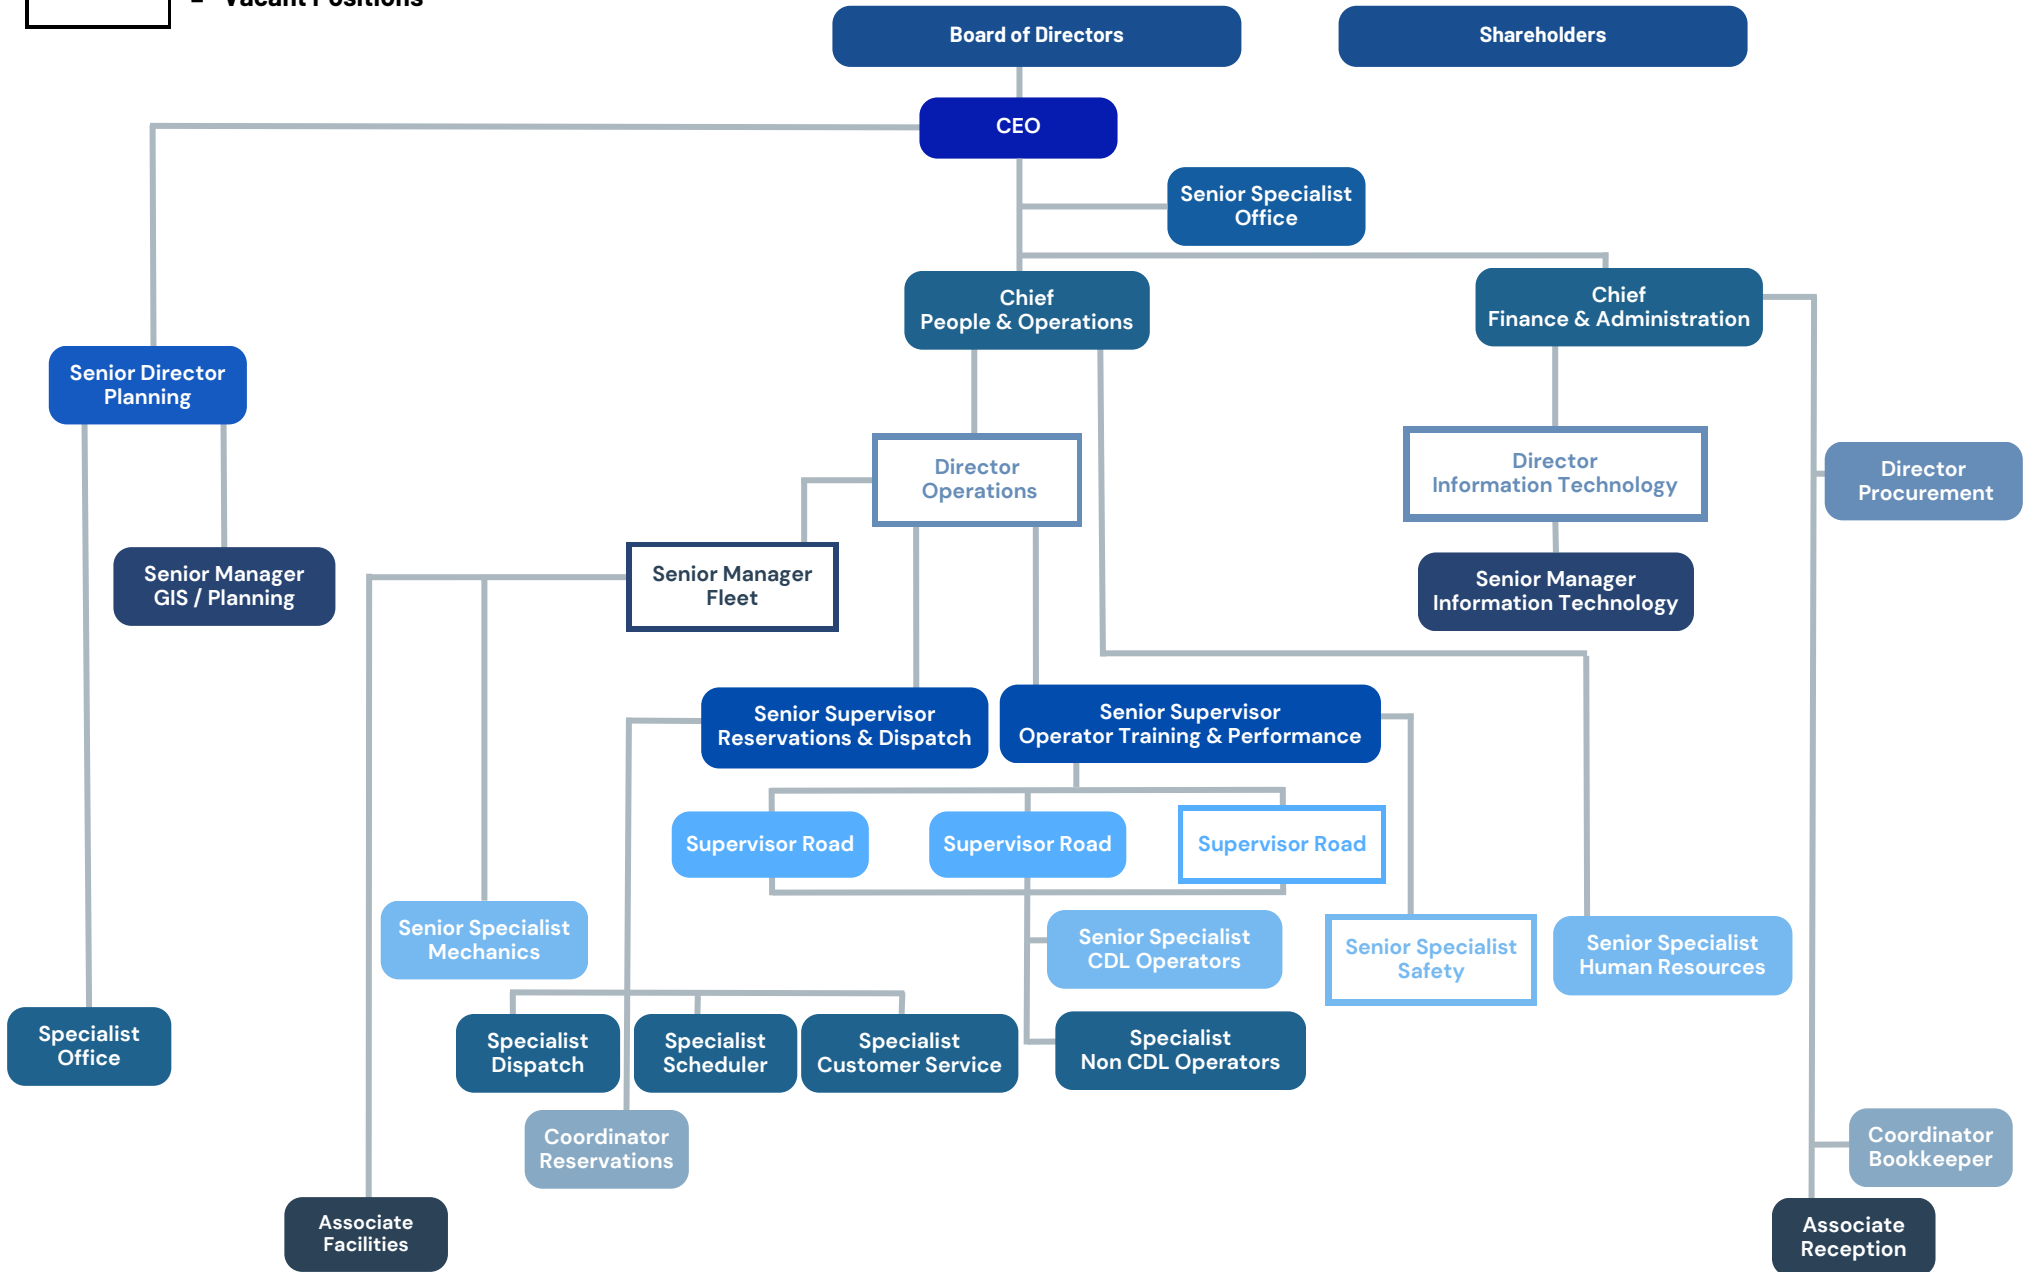 = Vacant Positions
Board of Directors
Shareholders
CEO
Senior Specialist
Office
Chief
People & Operations
Chief
Finance & Administration
Senior Director
Planning
Director
Operations
Director
Information Technology
Director
Procurement
Senior Manager
GIS / Planning
Senior Manager
Fleet
Senior Manager
Information Technology
Senior Supervisor
Reservations & Dispatch
Senior Supervisor
Operator Training & Performance
Supervisor Road
Supervisor Road
Supervisor Road
Senior Specialist
Mechanics
Senior Specialist
CDL Operators
Senior Specialist
Safety
Senior Specialist
Human Resources
Specialist
Office
Specialist
Dispatch
Specialist
Scheduler
Specialist
Customer Service
Specialist
Non CDL Operators
Coordinator
Reservations
Coordinator
Bookkeeper
Associate
Facilities
Associate
Reception